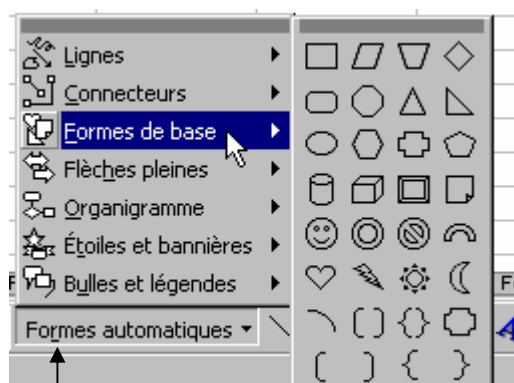 Lignes
Connecteurs
Formes de base
Flèches pleines
Organigramme
Étoiles et bannières
Bulles et légendes
Formes automatiques